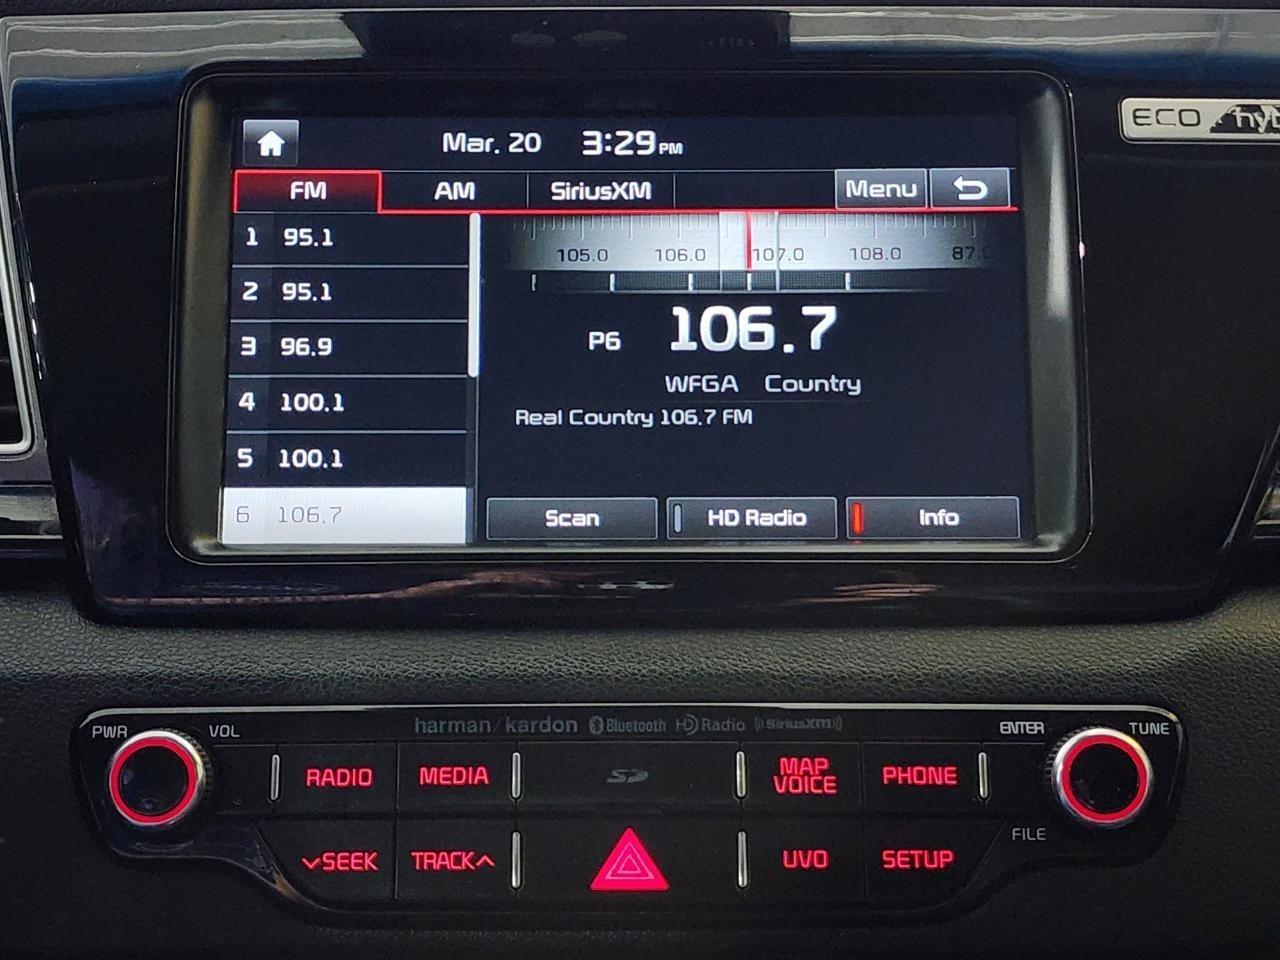 ECO hy
Mar. 20 3:29 PM
FM AM SiriusXM Menu
1 95.1
2 95.1
3 96.9
4 100.1
5 100.1
6 106.7
105.0 106.0 107.0 108.0 87.
P6 106.7
WFGA Country
Real Country 106.7 FM
Scan HD Radio Info
PWR VOL harman/kardon Bluetooth HD Radio ((SiriusXM)) ENTER TUNE
RADIO MEDIA SD MAP VOICE PHONE
FILE
SEEK TRACK UVO SETUP